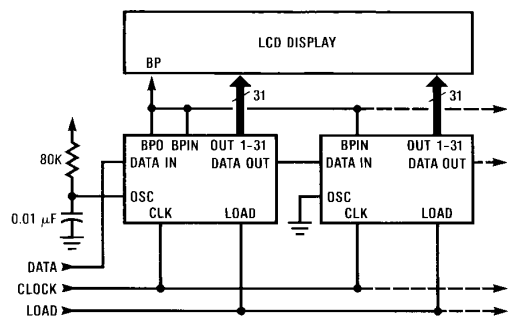 LCD DISPLAY
BP
31
31
BPO BPIN OUT 1-31
DATA IN DATA OUT
OSC
CLK LOAD
BPIN OUT 1-31
DATA IN DATA OUT
OSC
CLK LOAD
80K
0.01 µF
DATA
CLOCK
LOAD